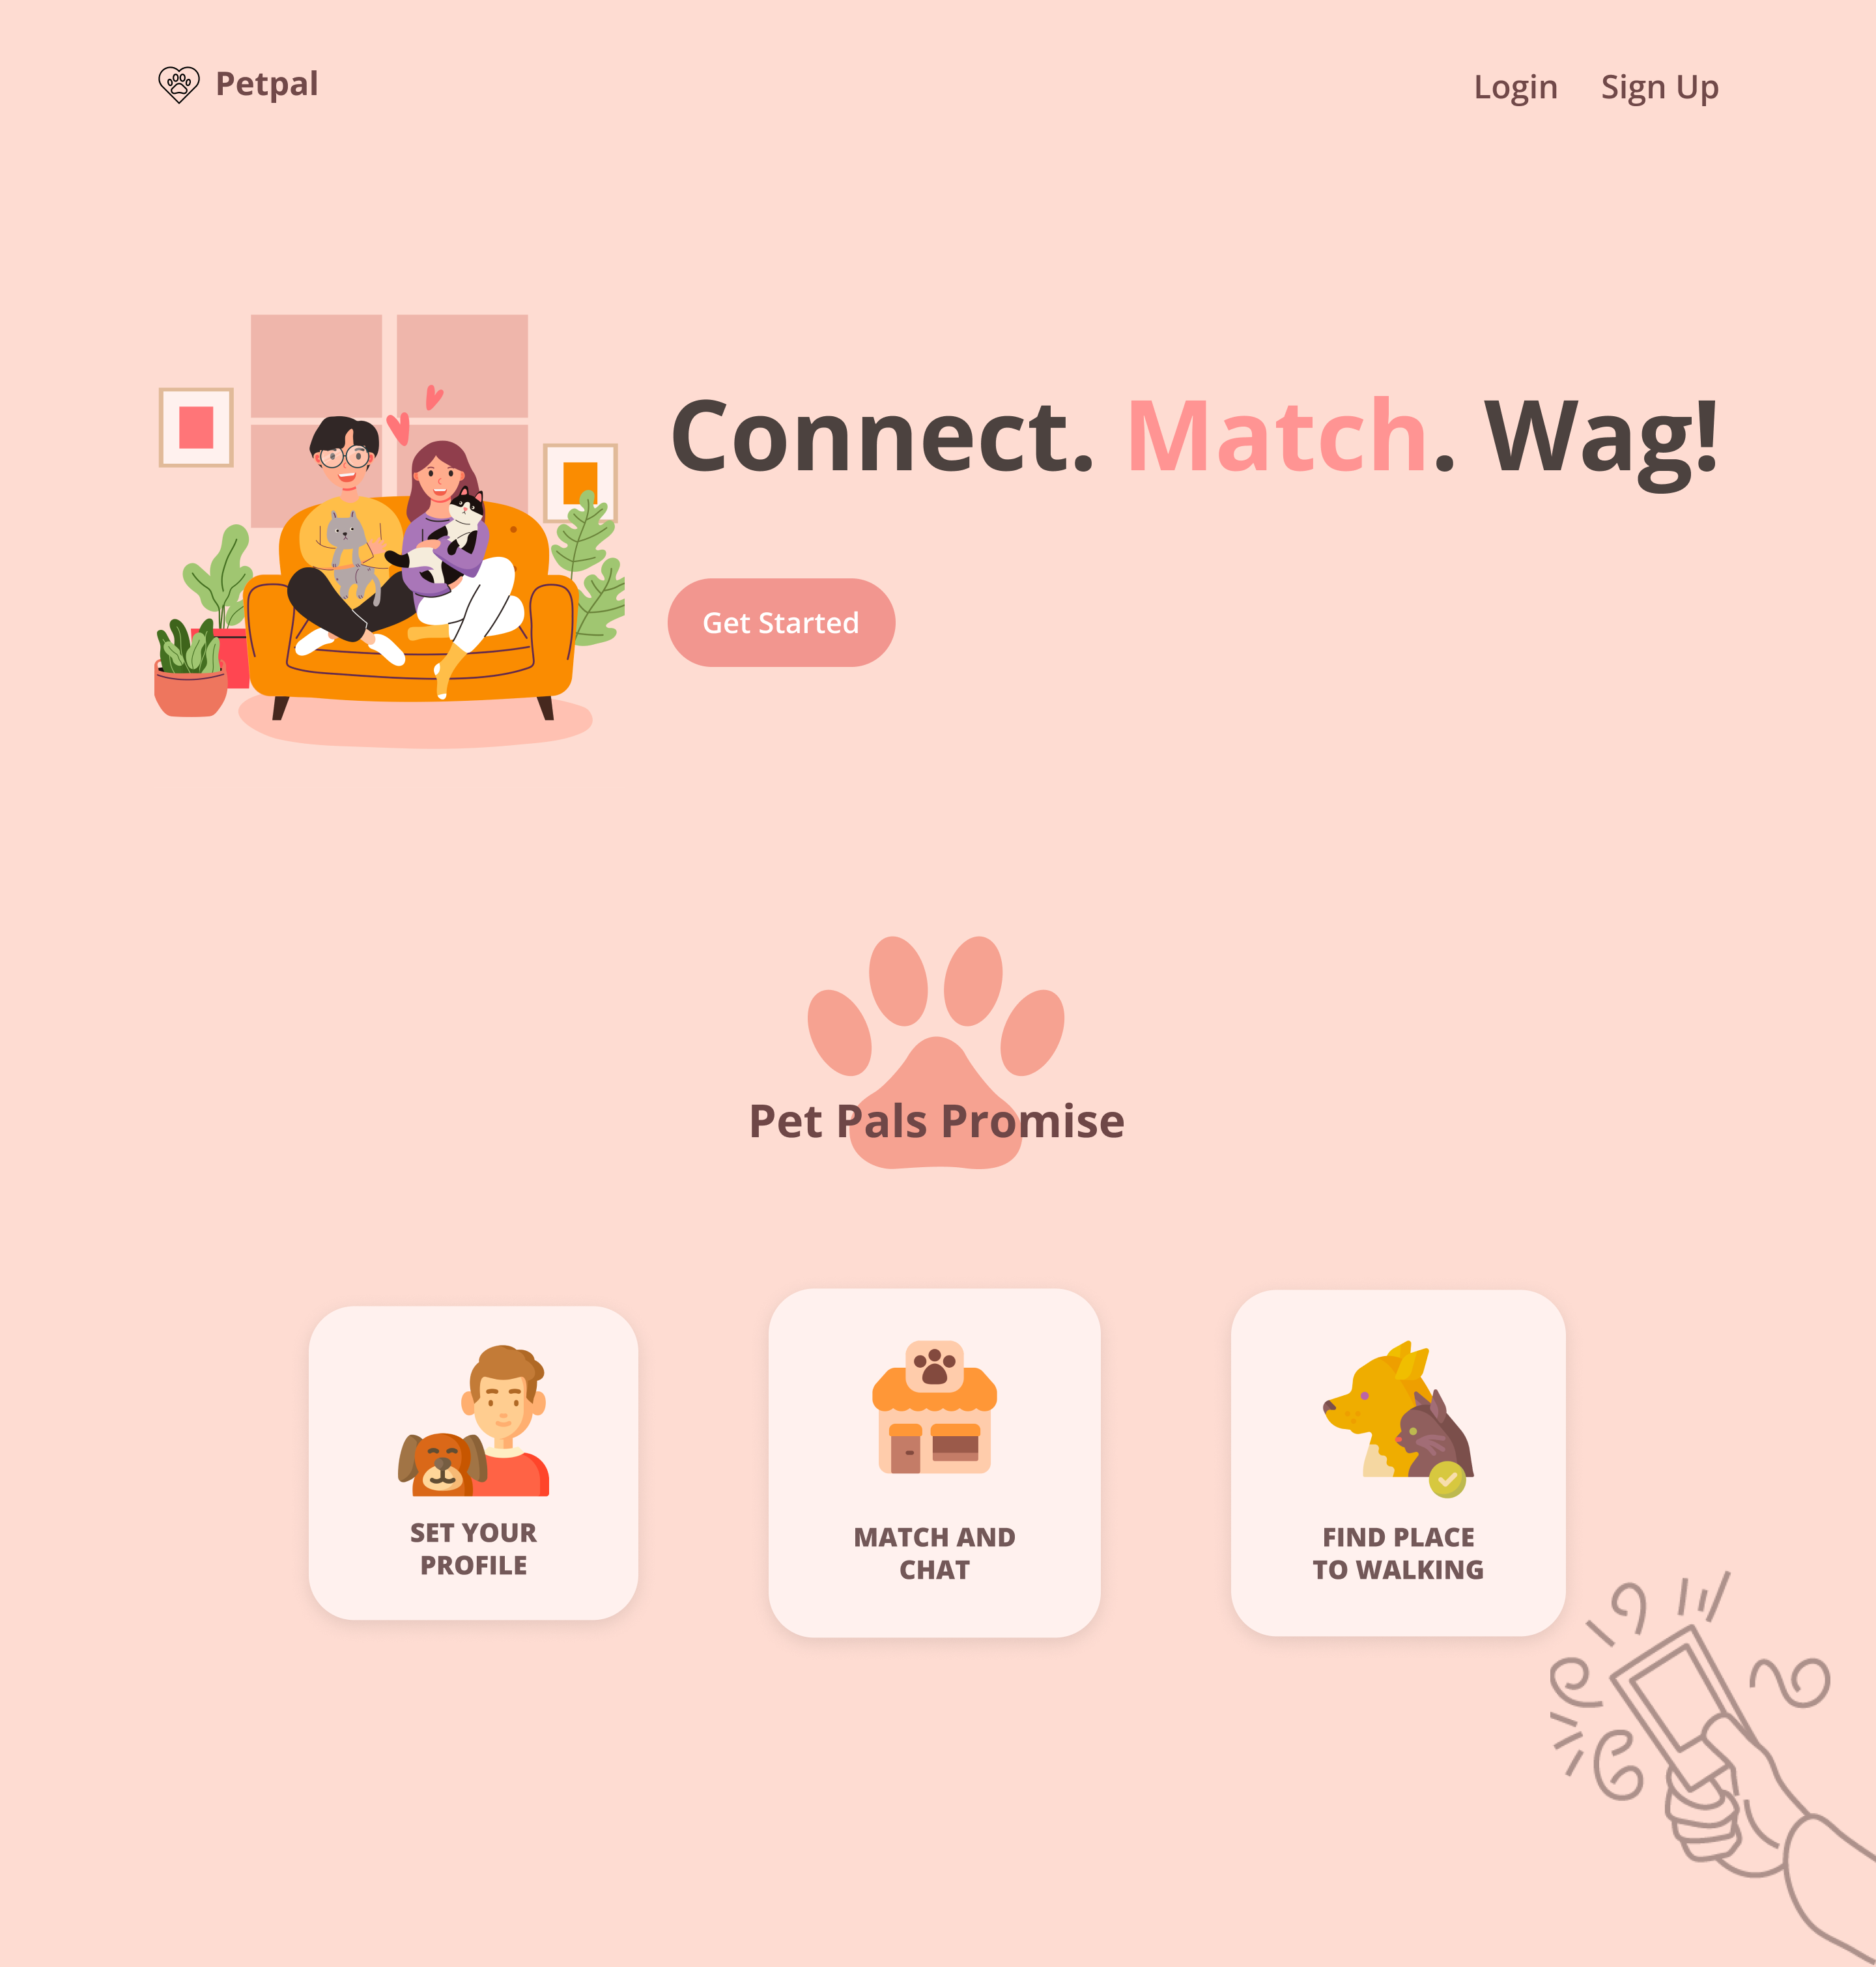 Petpal
Login Sign Up
Connect. Match. Wag!
Get Started
Pet Pals Promise
SET YOUR
PROFILE
MATCH AND
CHAT
FIND PLACE
TO WALKING